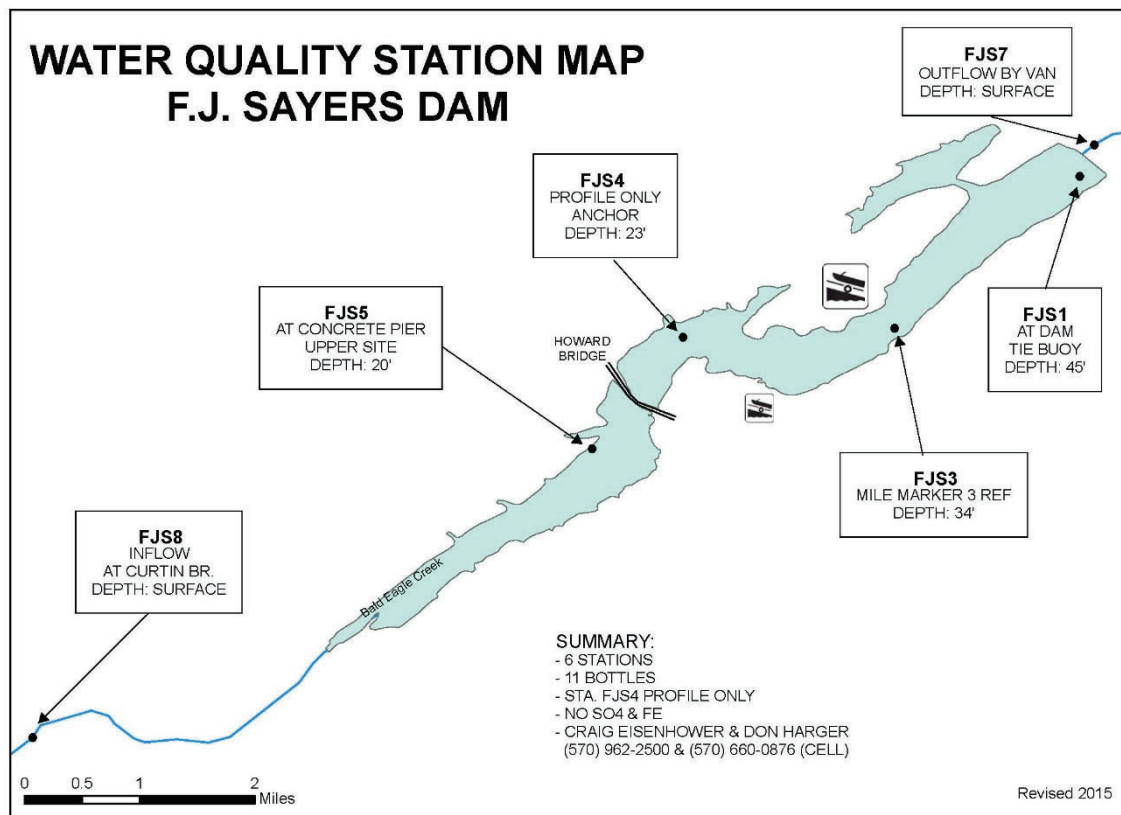 WATER QUALITY STATION MAP
F.J. SAYERS DAM
FJS7
OUTFLOW BY VAN
DEPTH: SURFACE
FJS4
PROFILE ONLY
ANCHOR
DEPTH: 23'
FJS5
AT CONCRETE PIER
UPPER SITE
DEPTH: 20'
HOWARD
BRIDGE
FJS1
AT DAM
TIE BUOY
DEPTH: 45'
FJS3
MILE MARKER 3 REF
DEPTH: 34'
FJS8
INFLOW
AT CURTIN BR.
DEPTH: SURFACE
Bald Eagle Creek
SUMMARY:
- 6 STATIONS
- 11 BOTTLES
- STA. FJS4 PROFILE ONLY
- NO SO4 & FE
- CRAIG EISENHOWER & DON HARGER
(570) 962-2500 & (570) 660-0876 (CELL)
0 0.5 1 2
Miles
Revised 2015